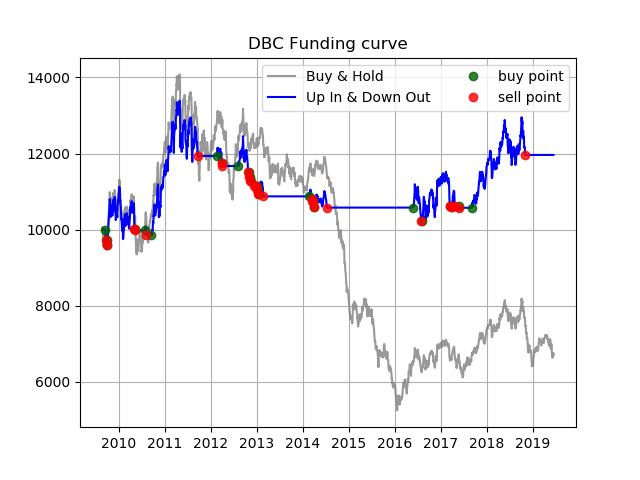 DBC Funding curve
Buy & Hold
Up In & Down Out
buy point
sell point
14000
12000
10000
8000
6000
2010 2011 2012 2013 2014 2015 2016 2017 2018 2019